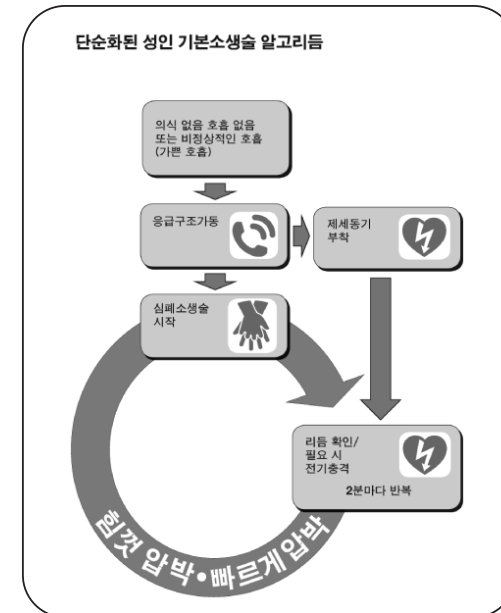 단순화된 성인 기본소생술 알고리듬
의식 없음 호흡 없음
또는 비정상적인 호흡
(가쁜 호흡)
응급구조가동
제세동기
부착
심폐소생술
시작
리듬 확인/
필요 시
전기충격
2분마다 반복
힘껏 압박•빠르게압박